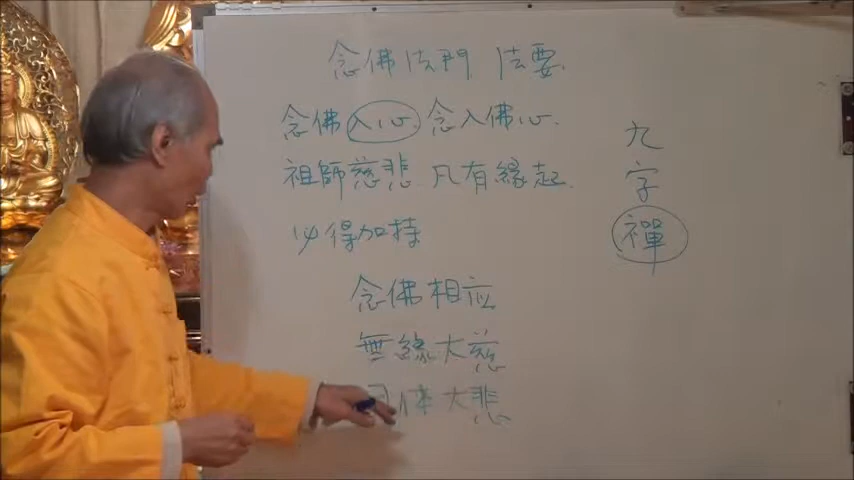 念佛法門 法要
念佛入心 念入佛心.
祖師慈悲 凡有緣起.
必得加持
念佛相应
無緣大慈
同体大悲
九
字
禪